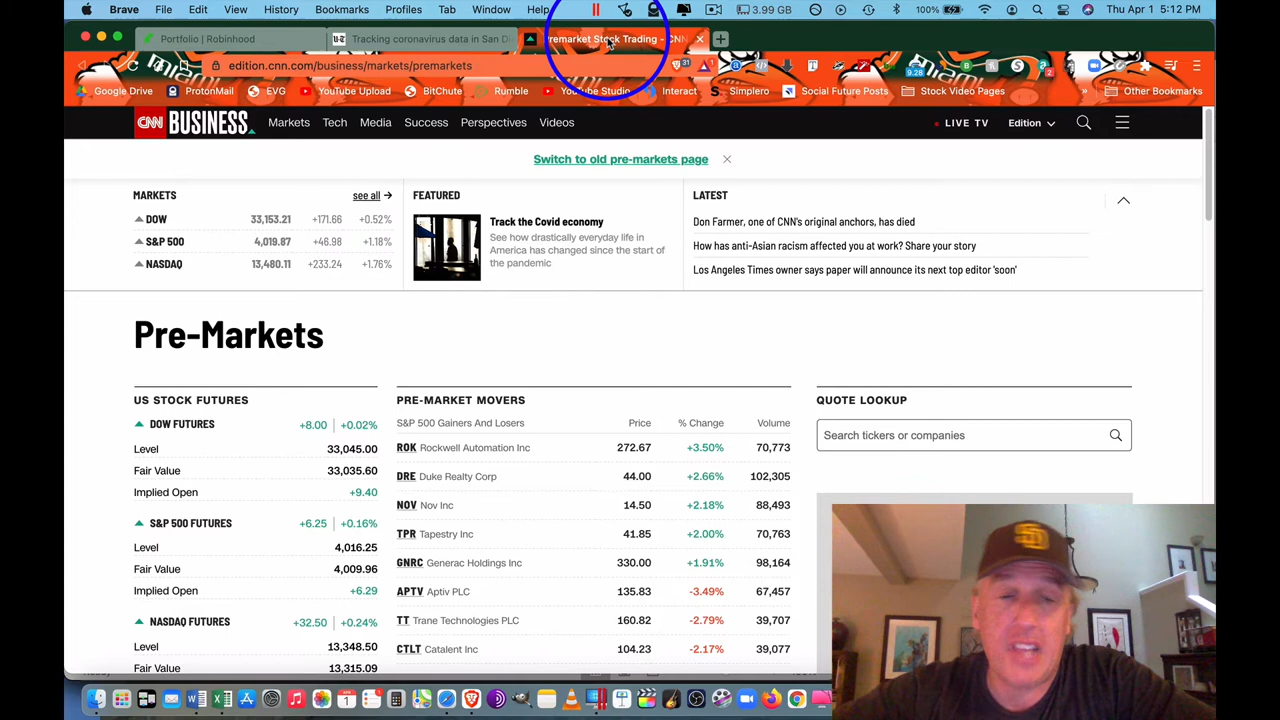 Brave File Edit View History Bookmarks Profiles Tab Window Help 3.99 GB 100% Thu Apr 1 5:12 PM
Portfolio | Robinhood Tracking coronavirus data in San Di Premarket Stock Trading - CNN
edition.cnn.com/business/markets/premarkets 31 1 9.28 2
Google Drive ProtonMail EVG YouTube Upload BitChute Rumble YouTube Studio Interact Simplero Social Future Posts Stock Video Pages » Other Bookmarks
CNN BUSINESS Markets Tech Media Success Perspectives Videos LIVE TV Edition
Switch to old pre-markets page
MARKETS see all →
DOW 33,153.21 +171.66 +0.52%
S&P 500 4,019.87 +46.98 +1.18%
NASDAQ 13,480.11 +233.24 +1.76%
FEATURED
Track the Covid economy
See how drastically everyday life in
America has changed since the start of
the pandemic
LATEST
Don Farmer, one of CNN's original anchors, has died
How has anti-Asian racism affected you at work? Share your story
Los Angeles Times owner says paper will announce its next top editor 'soon'
Pre-Markets
US STOCK FUTURES
DOW FUTURES +8.00 +0.02%
Level 33,045.00
Fair Value 33,035.60
Implied Open +9.40
S&P 500 FUTURES +6.25 +0.16%
Level 4,016.25
Fair Value 4,009.96
Implied Open +6.29
NASDAQ FUTURES +32.50 +0.24%
Level 13,348.50
Fair Value 13,315.09
PRE-MARKET MOVERS
S&P 500 Gainers And Losers Price % Change Volume
ROK Rockwell Automation Inc 272.67 +3.50% 70,773
DRE Duke Realty Corp 44.00 +2.66% 102,305
NOV Nov Inc 14.50 +2.18% 88,493
TPR Tapestry Inc 41.85 +2.00% 70,763
GNRC Generac Holdings Inc 330.00 +1.91% 98,164
APTV Aptiv PLC 135.83 -3.49% 67,457
TT Trane Technologies PLC 160.82 -2.79% 39,707
CTLT Catalent Inc 104.23 -2.17% 39,077
QUOTE LOOKUP
Search tickers or companies
SD